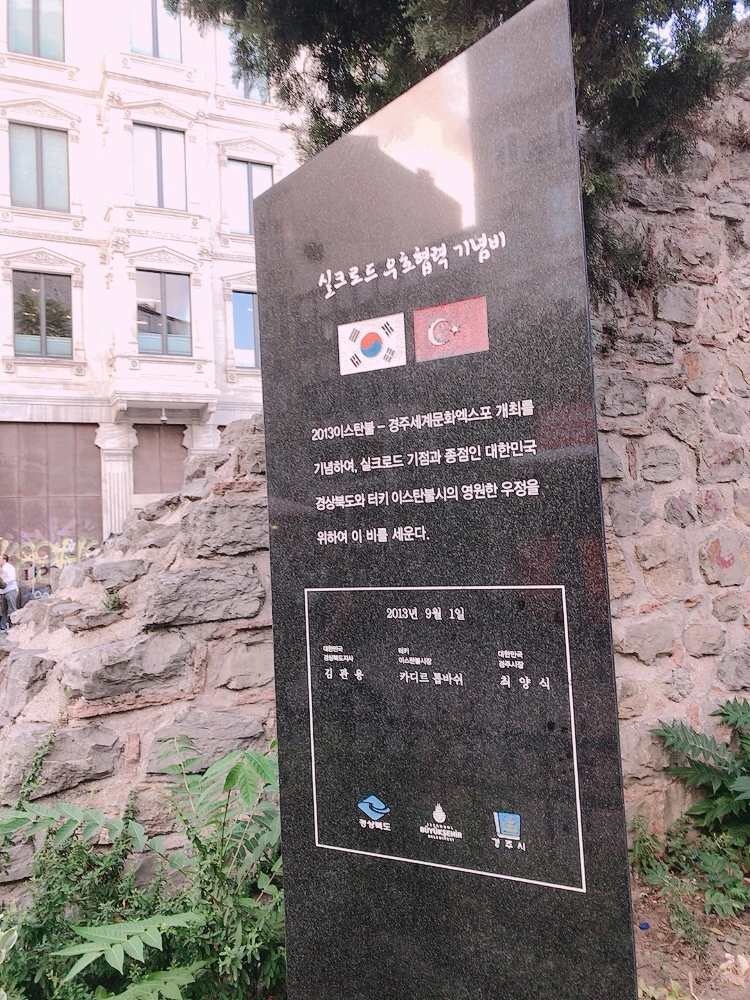 실크로드 우호협력 기념비
2013이스탄불 – 경주세계문화엑스포 개최를
기념하여, 실크로드 기점과 종점인 대한민국
경상북도와 터키 이스탄불시의 영원한 우정을
위하여 이 비를 세운다.
2013년 9월 1일
대한민국
경상북도지사
김 관 용
터키
이스탄불시장
카디르 톱바쉬
대한민국
경주시장
최 양 식
경상북도
İSTANBUL
BÜYÜKŞEHİR
BELEDİYESİ
경주시